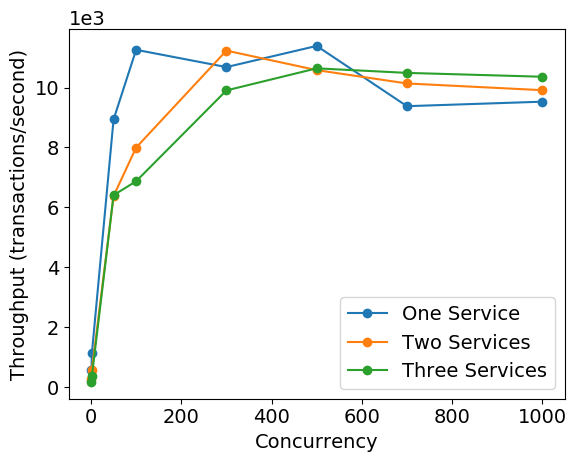 1e3
Throughput (transactions/second)
10
8
6
4
2
0
One Service
Two Services
Three Services
0 200 400 600 800 1000
Concurrency